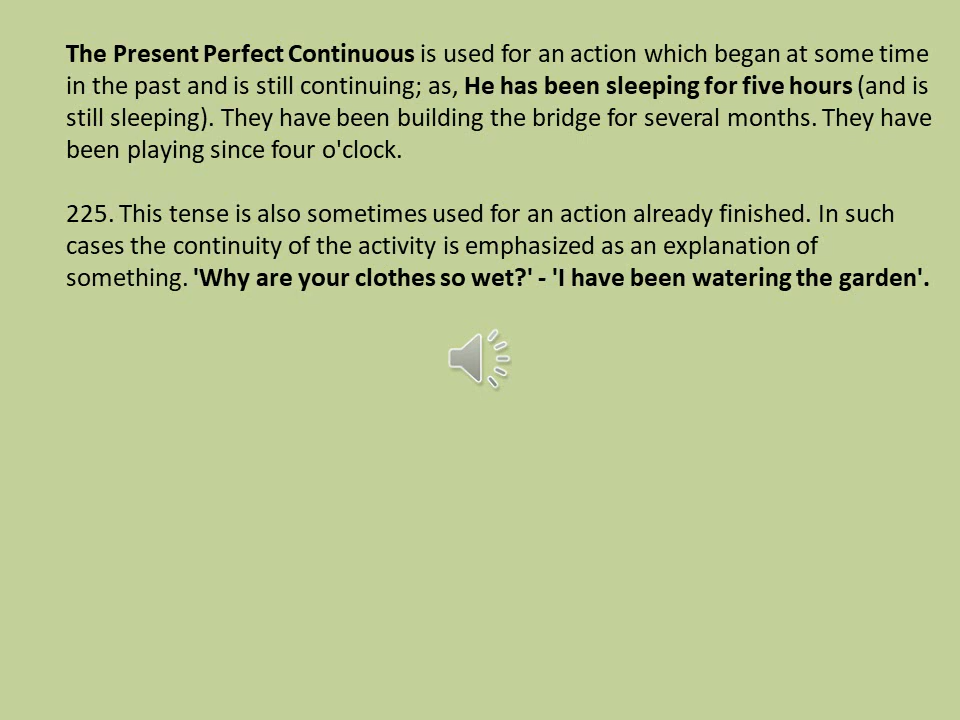 The Present Perfect Continuous is used for an action which began at some time
in the past and is still continuing; as, He has been sleeping for five hours (and is
still sleeping). They have been building the bridge for several months. They have
been playing since four o'clock.
225. This tense is also sometimes used for an action already finished. In such
cases the continuity of the activity is emphasized as an explanation of
something. 'Why are your clothes so wet?' - 'I have been watering the garden'.